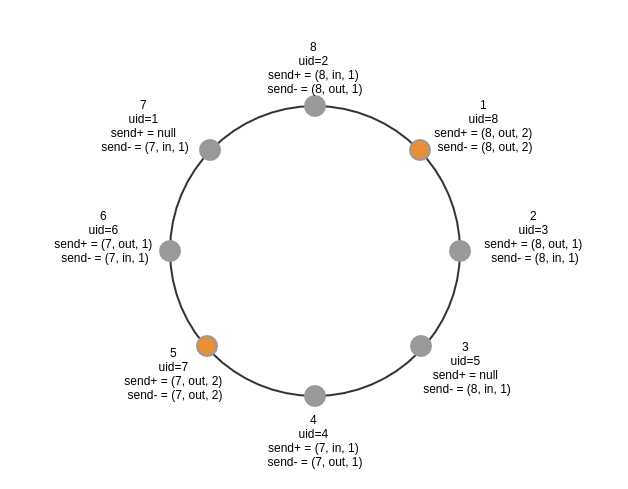 8
uid=2
send+ = (8, in, 1)
send- = (8, out, 1)
7
uid=1
send+ = null
send- = (7, in, 1)
1
uid=8
send+ = (8, out, 2)
send- = (8, out, 2)
6
uid=6
send+ = (7, out, 1)
send- = (7, in, 1)
2
uid=3
send+ = (8, out, 1)
send- = (8, in, 1)
5
uid=7
send+ = (7, out, 2)
send- = (7, out, 2)
3
uid=5
send+ = null
send- = (8, in, 1)
4
uid=4
send+ = (7, in, 1)
send- = (7, out, 1)